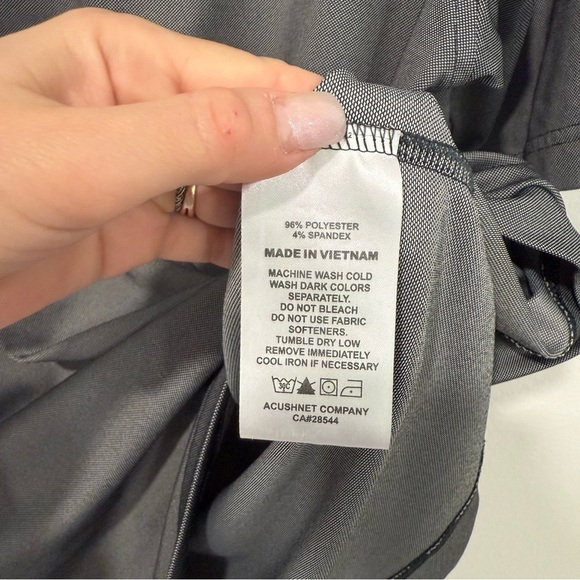 96% POLYESTER
4% SPANDEX
MADE IN VIETNAM
MACHINE WASH COLD
WASH DARK COLORS
SEPARATELY.
DO NOT BLEACH
DO NOT USE FABRIC
SOFTENERS.
TUMBLE DRY LOW
REMOVE IMMEDIATELY
COOL IRON IF NECESSARY
ACUSHNET COMPANY
CA#28544